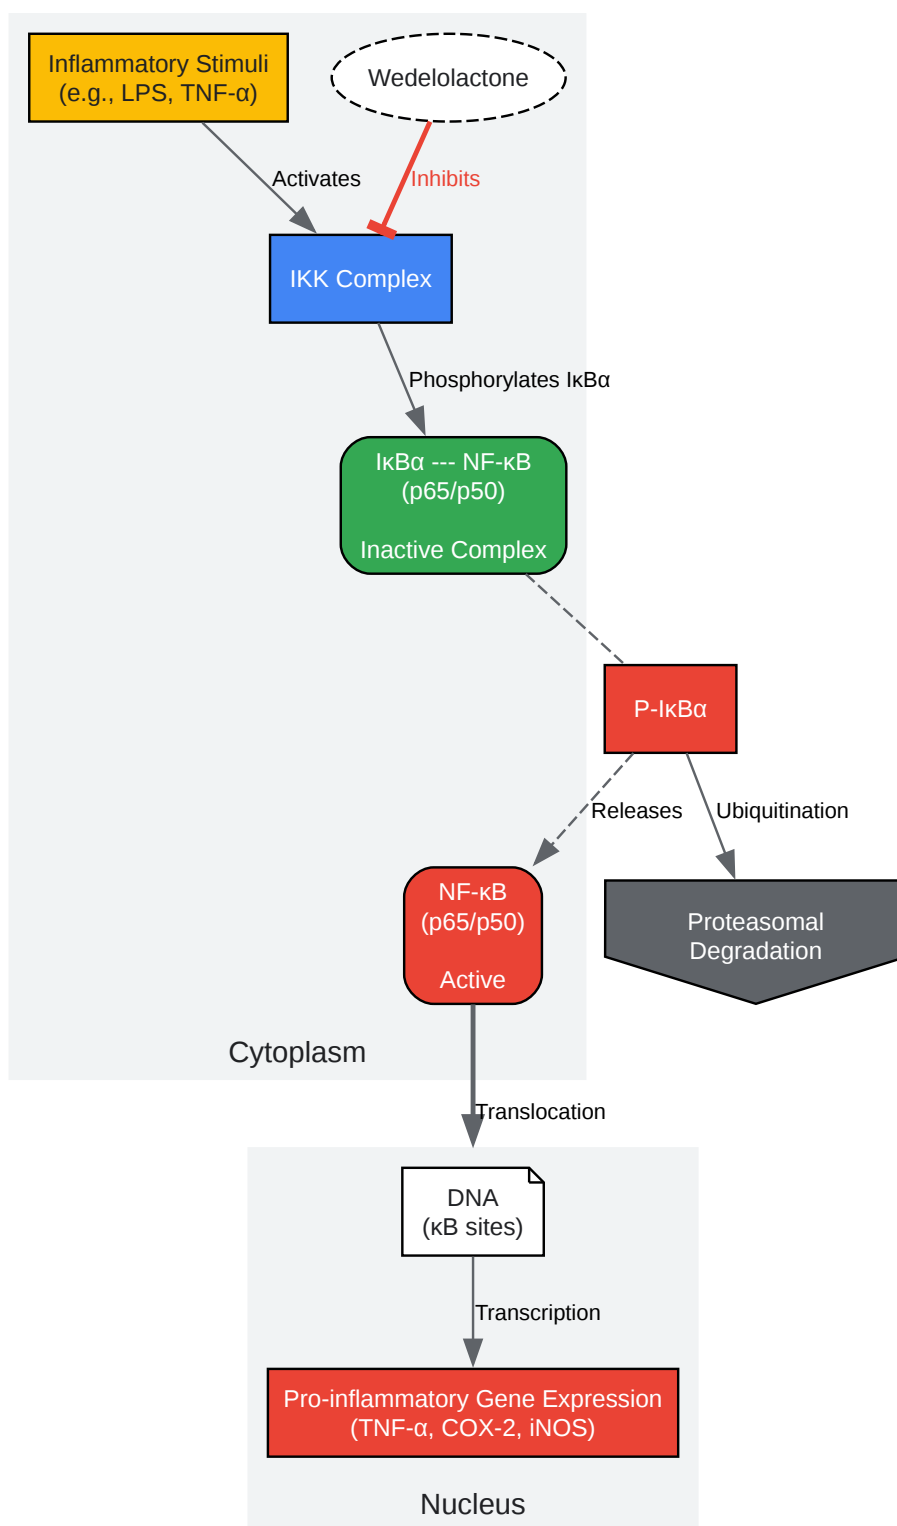 Inflammatory Stimuli
(e.g., LPS, TNF-α)
Wedelolactone
Activates
Inhibits
IKK Complex
Phosphorylates IκBα
IκBα --- NF-κB
(p65/p50)
Inactive Complex
P-IκBα
Releases
Ubiquitination
NF-κB
(p65/p50)
Active
Proteasomal
Degradation
Cytoplasm
Translocation
DNA
(κB sites)
Transcription
Pro-inflammatory Gene Expression
(TNF-α, COX-2, iNOS)
Nucleus